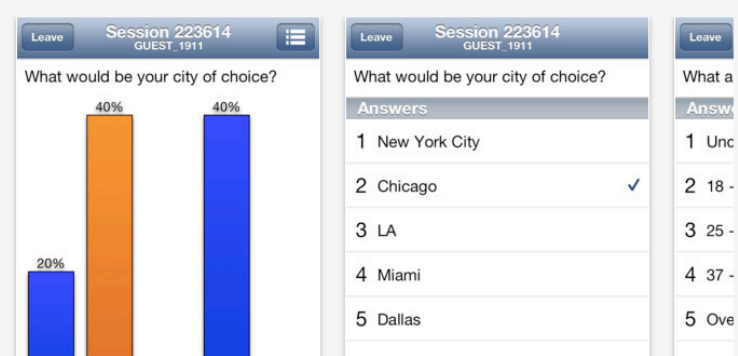 Leave
Session 223614
GUEST_1911
What would be your city of choice?
40%
40%
20%
Leave
Session 223614
GUEST_1911
What would be your city of choice?
Answers
1 New York City
2 Chicago
3 LA
4 Miami
5 Dallas
Leave
What a
Answ
1 Und
2 18 -
3 25 -
4 37 -
5 Ove